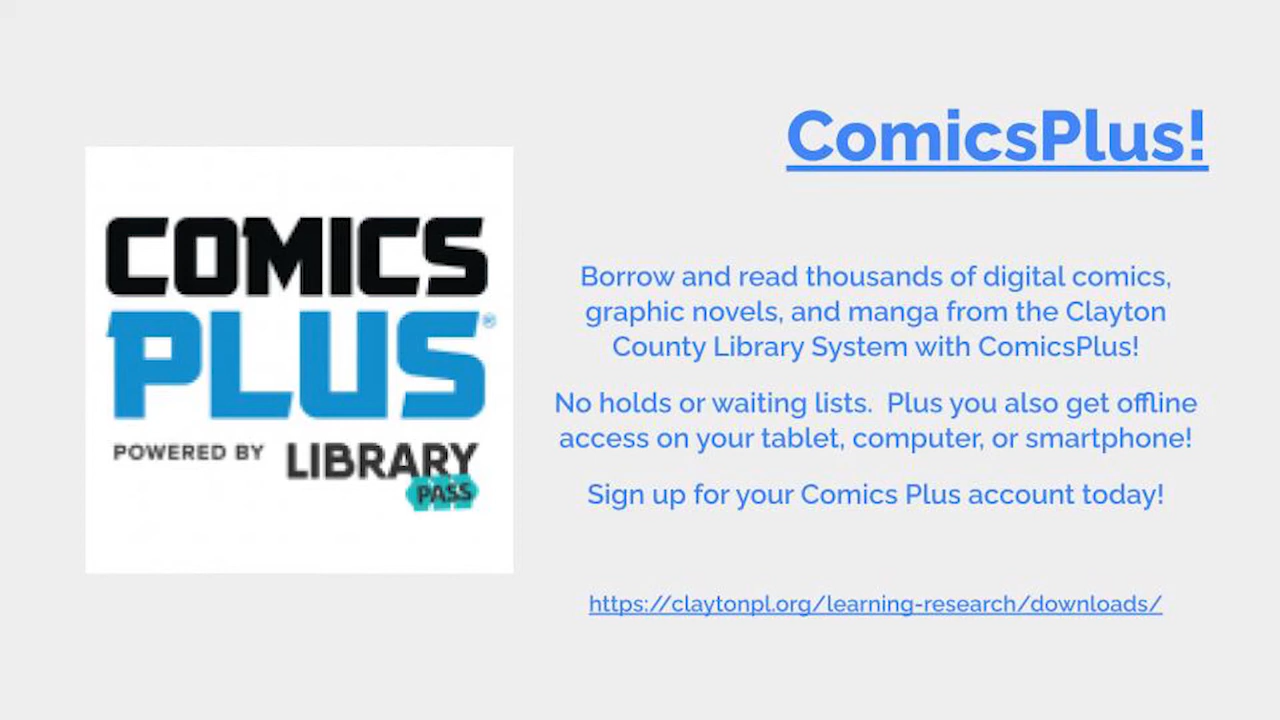 ComicsPlus!
COMICS
PLUS®
POWERED BY LIBRARY
PASS
Borrow and read thousands of digital comics,
graphic novels, and manga from the Clayton
County Library System with ComicsPlus!
No holds or waiting lists.  Plus you also get offline
access on your tablet, computer, or smartphone!
Sign up for your Comics Plus account today!
https://claytonpl.org/learning-research/downloads/